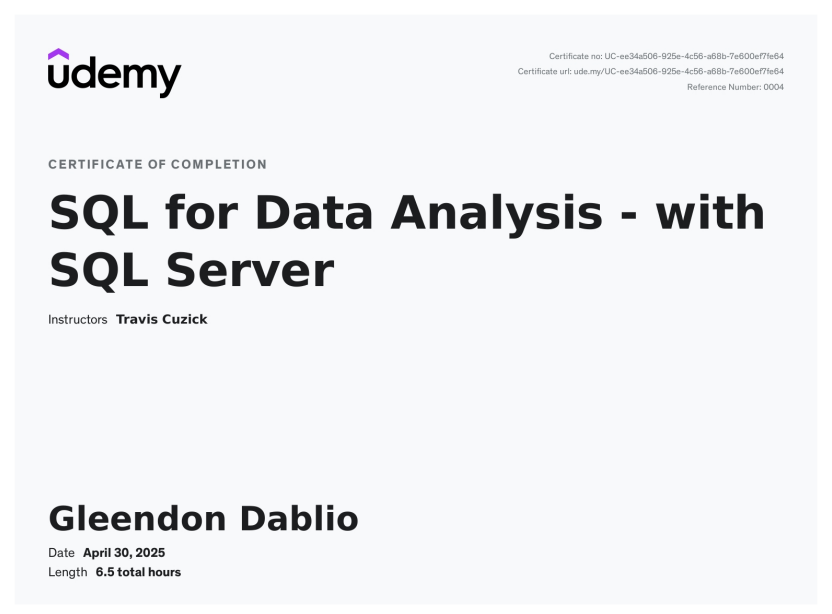 udemy
Certificate no: UC-ee34a506-925e-4c56-a68b-7e600ef7fe64
Certificate url: ude.my/UC-ee34a506-925e-4c56-a68b-7e600ef7fe64
Reference Number: 0004
CERTIFICATE OF COMPLETION
SQL for Data Analysis - with
SQL Server
Instructors Travis Cuzick
Gleendon Dablio
Date April 30, 2025
Length 6.5 total hours